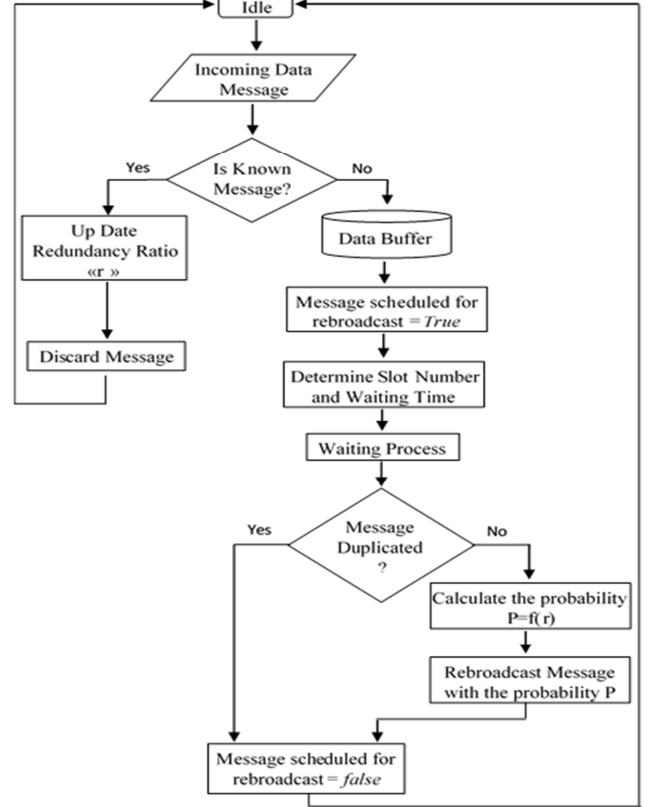 Idle
Incoming Data
Message
Is Known
Message?
Yes
No
Up Date
Redundancy Ratio
«r »
Discard Message
Data Buffer
Message scheduled for
rebroadcast = True
Determine Slot Number
and Waiting Time
Waiting Process
Message
Duplicated
?
Yes
No
Calculate the probability
P=f(r)
Rebroadcast Message
with the probability P
Message scheduled for
rebroadcast = false